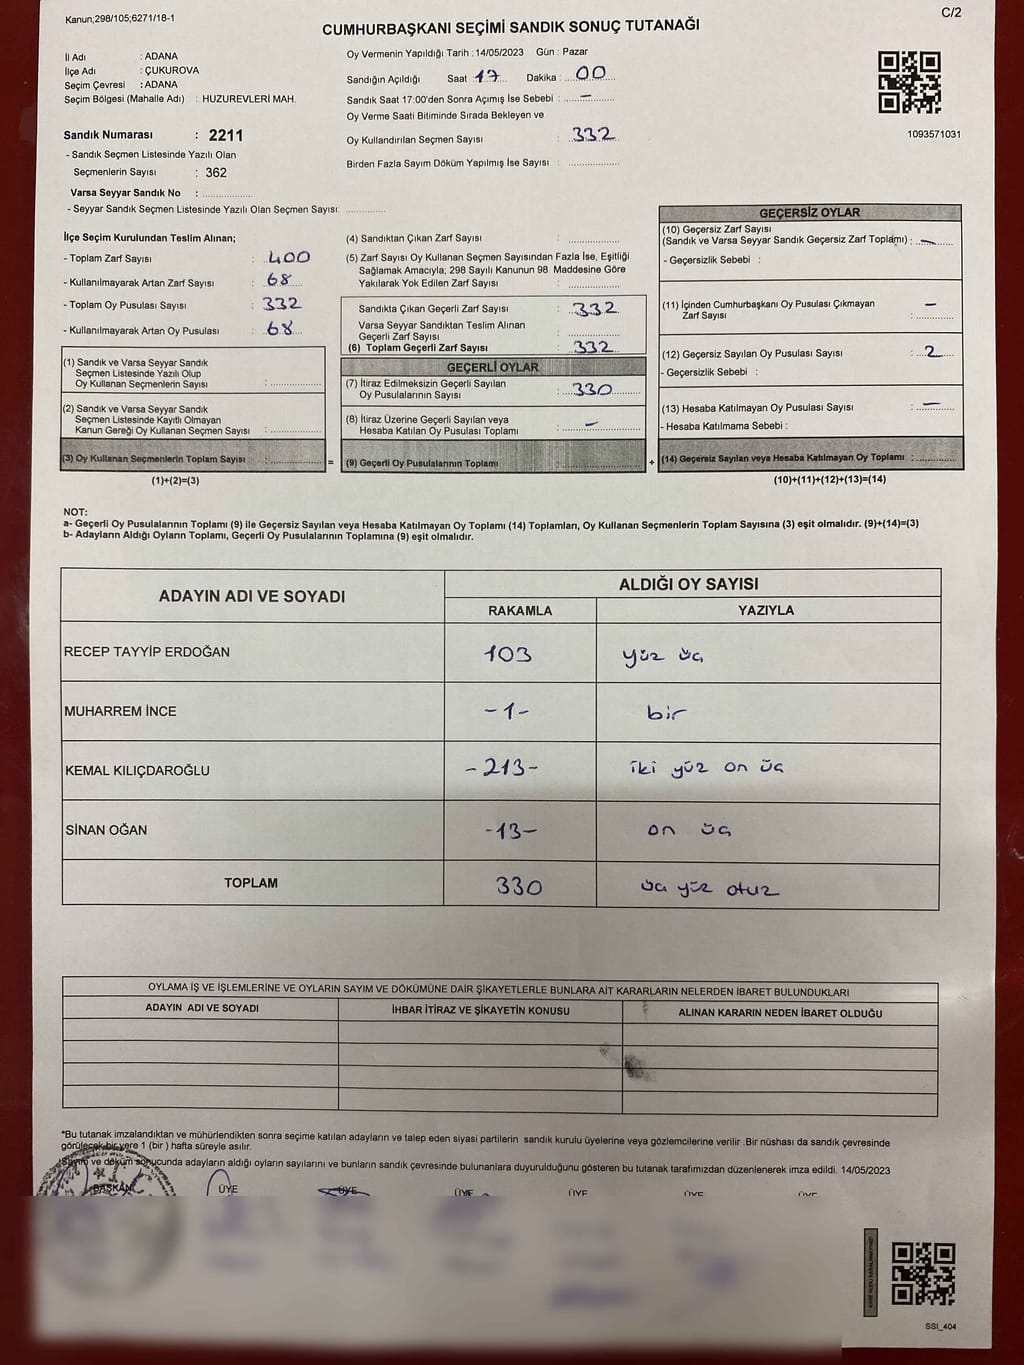 Kanun,298/105;6271/18-1
C/2
CUMHURBAŞKANI SEÇİMİ SANDIK SONUÇ TUTANAĞI
İl Adı : ADANA
İlçe Adı : ÇUKUROVA
Seçim Çevresi : ADANA
Seçim Bölgesi (Mahalle Adı) : HUZUREVLERİ MAH.
Sandık Numarası : 2211
- Sandık Seçmen Listesinde Yazılı Olan
Seçmenlerin Sayısı : 362
Varsa Seyyar Sandık No : ..............
- Seyyar Sandık Seçmen Listesinde Yazılı Olan Seçmen Sayısı: ............
Oy Vermenin Yapıldığı Tarih : 14/05/2023 Gün : Pazar
Sandığın Açıldığı Saat 17 Dakika : 00
Sandık Saat 17:00'den Sonra Açımış İse Sebebi : –
Oy Verme Saati Bitiminde Sırada Bekleyen ve
Oy Kullandırılan Seçmen Sayısı : 332
Birden Fazla Sayım Döküm Yapılmış İse Sayısı : ..............
1093571031
İlçe Seçim Kurulundan Teslim Alınan;
- Toplam Zarf Sayısı : 400
- Kullanılmayarak Artan Zarf Sayısı : 68
- Toplam Oy Pusulası Sayısı : 332
- Kullanılmayarak Artan Oy Pusulası : 68
(1) Sandık ve Varsa Seyyar Sandık
Seçmen Listesinde Yazılı Olup
Oy Kullanan Seçmenlerin Sayısı : ..............
(2) Sandık ve Varsa Seyyar Sandık
Seçmen Listesinde Kayıtlı Olmayan
Kanun Gereği Oy Kullanan Seçmen Sayısı : ..............
(3) Oy Kullanan Seçmenlerin Toplam Sayısı : ..............
(1)+(2)=(3)
=
(4) Sandıktan Çıkan Zarf Sayısı : ..............
(5) Zarf Sayısı Oy Kullanan Seçmen Sayısından Fazla İse, Eşitliği
Sağlamak Amacıyla; 298 Sayılı Kanunun 98 Maddesine Göre
Yakılarak Yok Edilen Zarf Sayısı : ..............
Sandıkta Çıkan Geçerli Zarf Sayısı : 332
Varsa Seyyar Sandıktan Teslim Alınan
Geçerli Zarf Sayısı
(6) Toplam Geçerli Zarf Sayısı : 332
GEÇERLİ OYLAR
(7) İtiraz Edilmeksizin Geçerli Sayılan
Oy Pusulalarının Sayısı : 330
(8) İtiraz Üzerine Geçerli Sayılan veya
Hesaba Katılan Oy Pusulası Toplamı : –
(9) Geçerli Oy Pusulalarının Toplamı : ..............
+
GEÇERSİZ OYLAR
(10) Geçersiz Zarf Sayısı
(Sandık ve Varsa Seyyar Sandık Geçersiz Zarf Toplamı) : –
- Geçersizlik Sebebi :
(11) İçinden Cumhurbaşkanı Oy Pusulası Çıkmayan
Zarf Sayısı : –
(12) Geçersiz Sayılan Oy Pusulası Sayısı : 2
- Geçersizlik Sebebi :
(13) Hesaba Katılmayan Oy Pusulası Sayısı : –
- Hesaba Katılmama Sebebi :
(14) Geçersiz Sayılan veya Hesaba Katılmayan Oy Toplamı : ..............
(10)+(11)+(12)+(13)=(14)
NOT:
a- Geçerli Oy Pusulalarının Toplamı (9) ile Geçersiz Sayılan veya Hesaba Katılmayan Oy Toplamı (14) Toplamları, Oy Kullanan Seçmenlerin Toplam Sayısına (3) eşit olmalıdır. (9)+(14)=(3)
b- Adayların Aldığı Oyların Toplamı, Geçerli Oy Pusulalarının Toplamına (9) eşit olmalıdır.
ADAYIN ADI VE SOYADI ALDIĞI OY SAYISI
RAKAMLA YAZIYLA
RECEP TAYYİP ERDOĞAN 103 yüz üç
MUHARREM İNCE -1- bir
KEMAL KILIÇDAROĞLU -213- iki yüz on üç
SİNAN OĞAN -13- on üç
TOPLAM 330 üç yüz otuz
OYLAMA İŞ VE İŞLEMLERİNE VE OYLARIN SAYIM VE DÖKÜMÜNE DAİR ŞİKAYETLERLE BUNLARA AİT KARARLARIN NELERDEN İBARET BULUNDUKLARI
ADAYIN ADI VE SOYADI İHBAR İTİRAZ VE ŞİKAYETİN KONUSU ALINAN KARARIN NEDEN İBARET OLDUĞU
*Bu tutanak imzalandıktan ve mühürlendikten sonra seçime katılan adayların ve talep eden siyasi partilerin sandık kurulu üyelerine veya gözlemcilerine verilir .Bir nüshası da sandık çevresinde
görülecek bir yere 1 (bir ) hafta süreyle asılır.
Sayım ve döküm sonucunda adayların aldığı oyların sayılarını ve bunların sandık çevresinde bulunanlara duyurulduğunu gösteren bu tutanak tarafımızdan düzenlenerek imza edildi. 14/05/2023
BAŞKAN ÜYE ÜYE ÜYE ÜYE ÜYE ÜYE
SSI_404